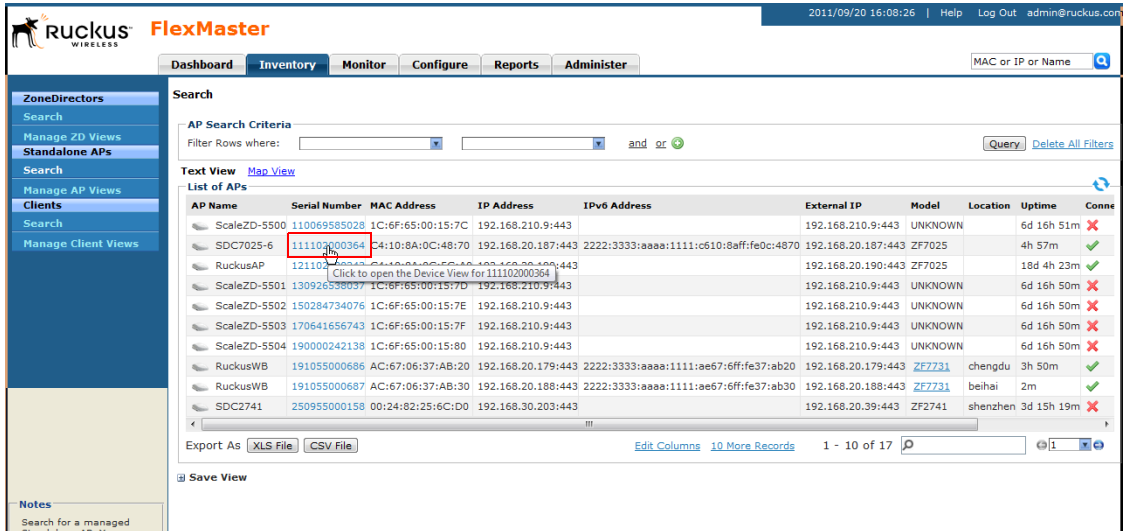 2011/09/20 16:08:26 | Help Log Out admin@ruckus.com
RUCKUS WIRELESS FlexMaster
Dashboard Inventory Monitor Configure Reports Administer MAC or IP or Name
ZoneDirectors
Search
Manage ZD Views
Standalone APs
Search
Manage AP Views
Clients
Search
Manage Client Views
Notes
Search for a managed
Search
AP Search Criteria
Filter Rows where: and or Query Delete All Filters
Text View Map View
List of APs
AP Name Serial Number MAC Address IP Address IPv6 Address External IP Model Location Uptime Conne
ScaleZD-5500 110069585028 1C:6F:65:00:15:7C 192.168.210.9:443 192.168.210.9:443 UNKNOWN 6d 16h 51m
SDC7025-6 111102000364 C4:10:8A:0C:48:70 192.168.20.187:443 2222:3333:aaaa:1111:c610:8aff:fe0c:4870 192.168.20.187:443 ZF7025 4h 57m
RuckusAP 192.168.20.190:443 ZF7025 18d 4h 23m
Click to open the Device View for 111102000364
ScaleZD-5501 130926538037 1C:6F:65:00:15:7D 192.168.210.9:443 192.168.210.9:443 UNKNOWN 6d 16h 50m
ScaleZD-5502 150284734076 1C:6F:65:00:15:7E 192.168.210.9:443 192.168.210.9:443 UNKNOWN 6d 16h 50m
ScaleZD-5503 170641656743 1C:6F:65:00:15:7F 192.168.210.9:443 192.168.210.9:443 UNKNOWN 6d 16h 50m
ScaleZD-5504 190000242138 1C:6F:65:00:15:80 192.168.210.9:443 192.168.210.9:443 UNKNOWN 6d 16h 50m
RuckusWB 191055000686 AC:67:06:37:AB:20 192.168.20.179:443 2222:3333:aaaa:1111:ae67:6ff:fe37:ab20 192.168.20.179:443 ZF7731 chengdu 3h 50m
RuckusWB 191055000687 AC:67:06:37:AB:30 192.168.20.188:443 2222:3333:aaaa:1111:ae67:6ff:fe37:ab30 192.168.20.188:443 ZF7731 beihai 2m
SDC2741 250955000158 00:24:82:25:6C:D0 192.168.30.203:443 192.168.20.39:443 ZF2741 shenzhen 3d 15h 19m
Export As XLS File CSV File Edit Columns 10 More Records 1 - 10 of 17 1
Save View